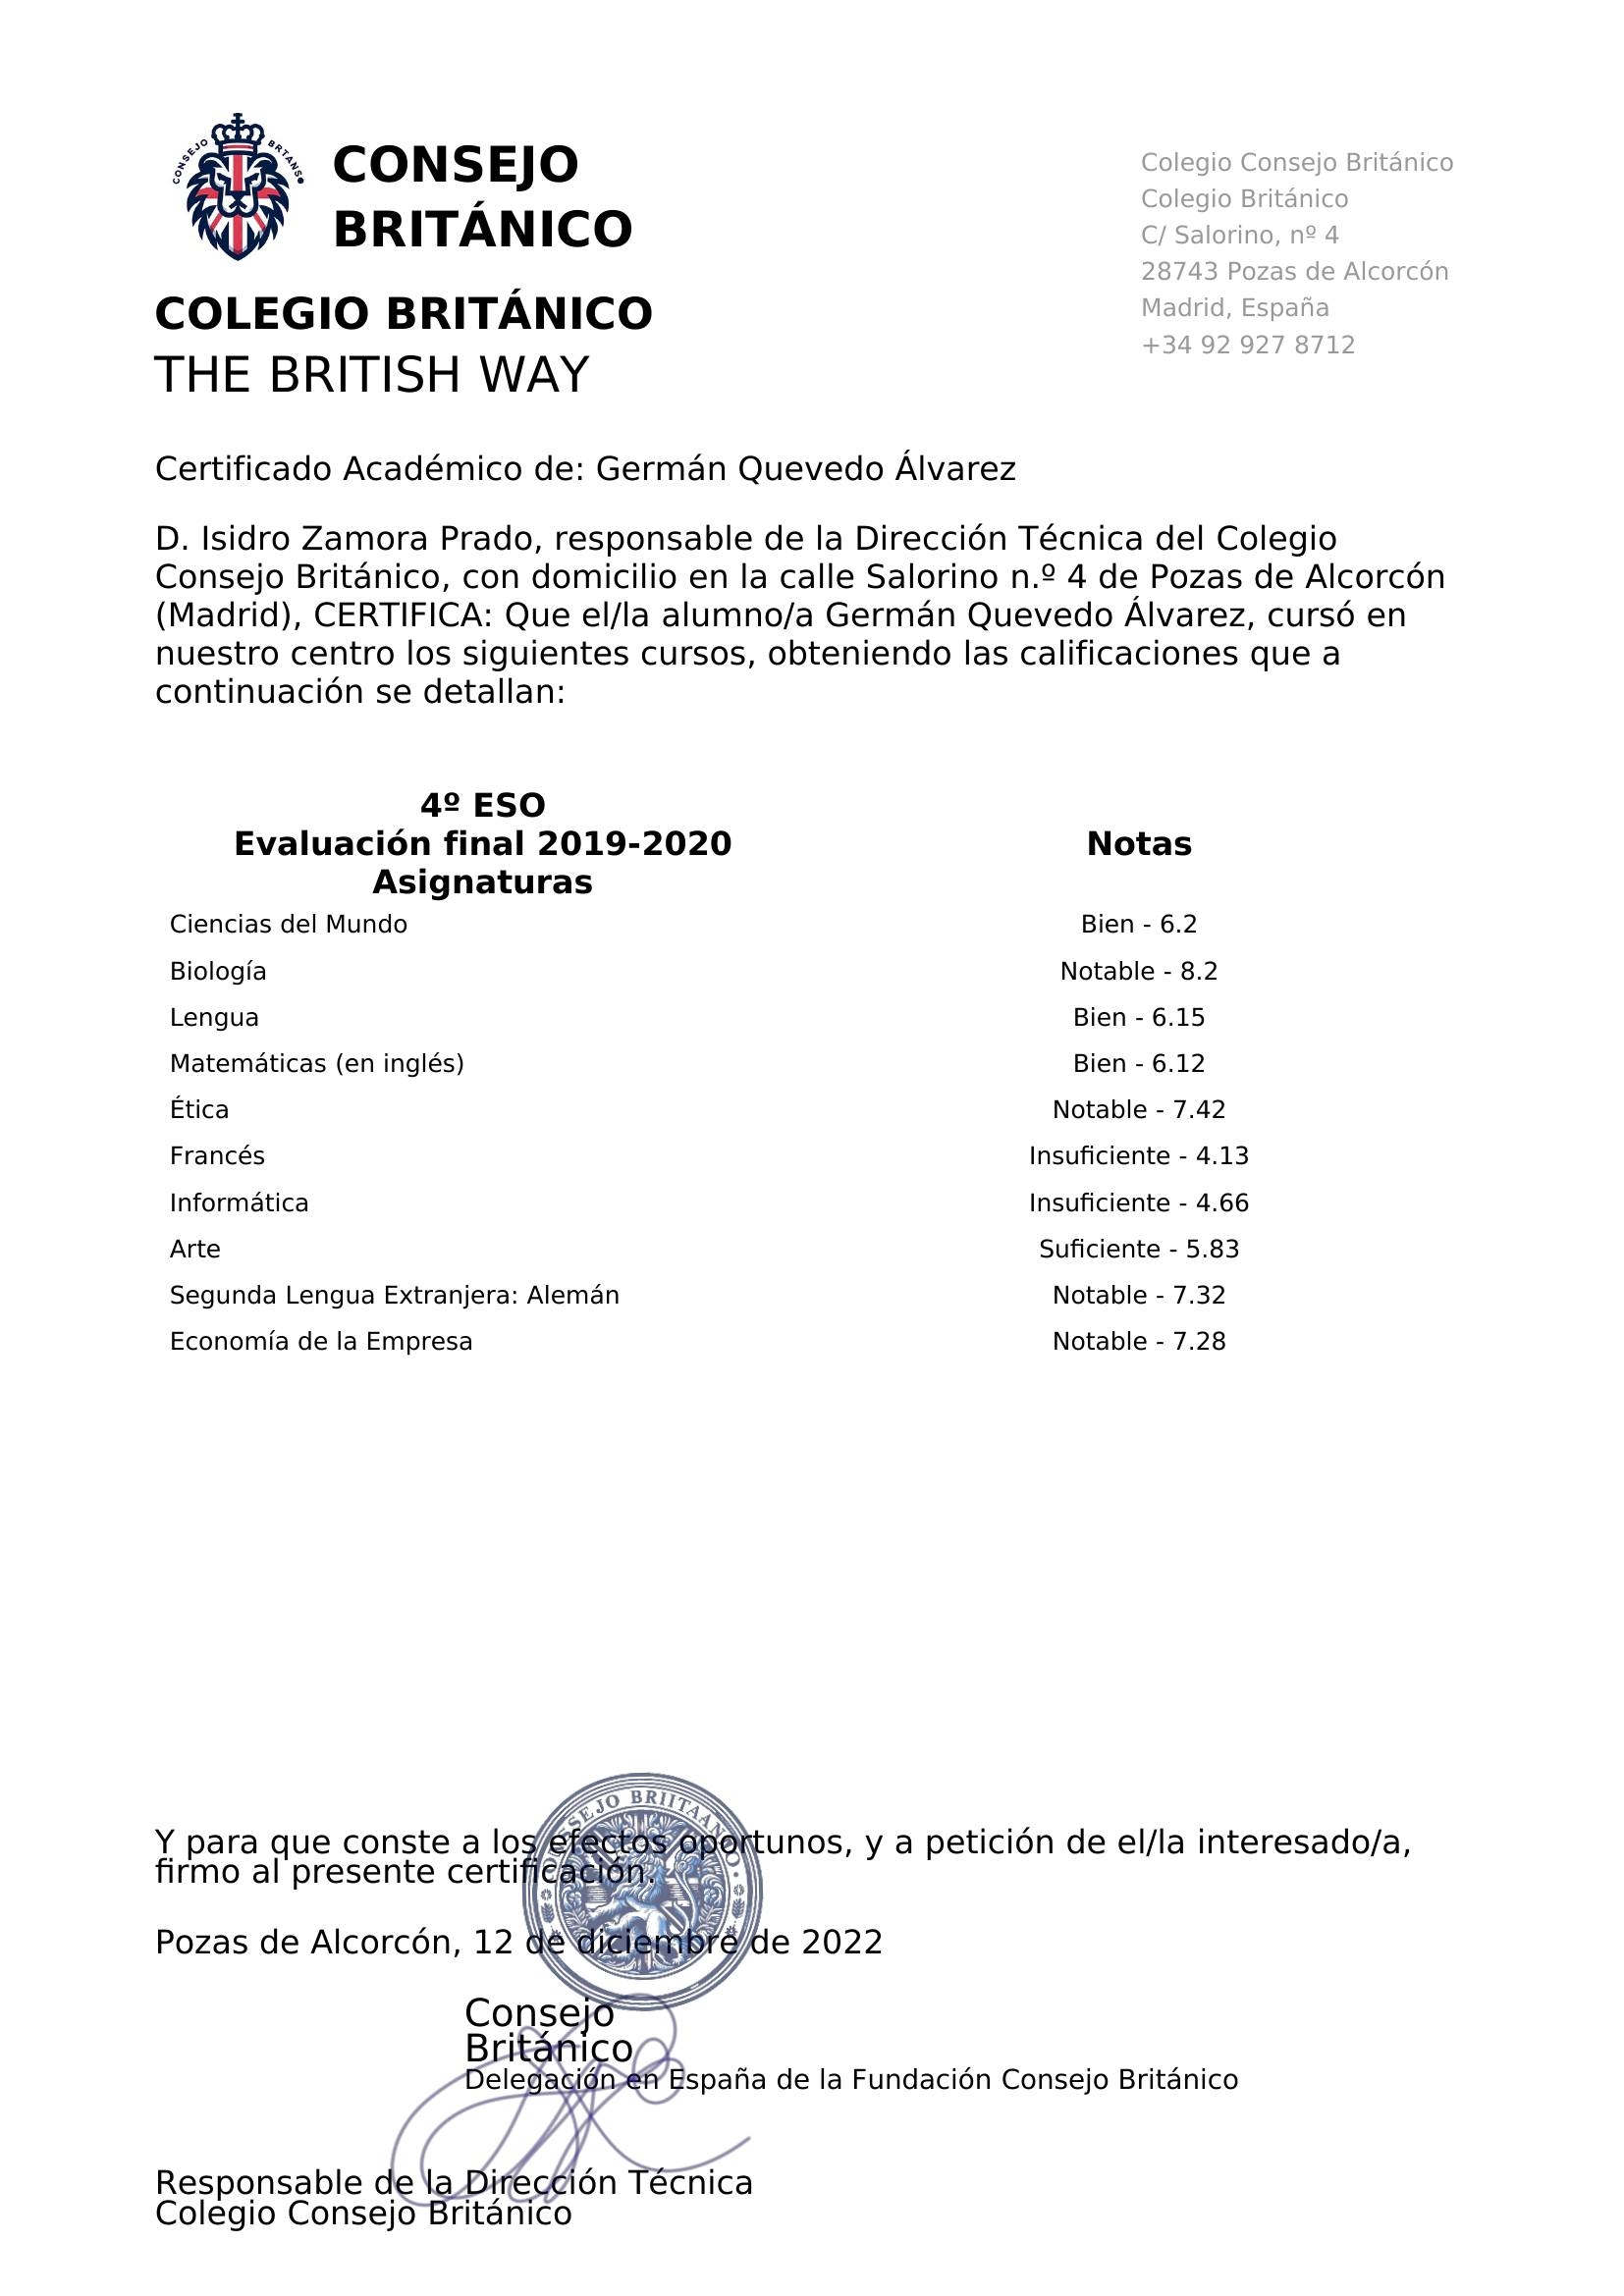 CONSEJO BRTANS
CONSEJO
BRITÁNICO
COLEGIO BRITÁNICO
THE BRITISH WAY
Colegio Consejo Británico
Colegio Británico
C/ Salorino, nº 4
28743 Pozas de Alcorcón
Madrid, España
+34 92 927 8712
Certificado Académico de: Germán Quevedo Álvarez
D. Isidro Zamora Prado, responsable de la Dirección Técnica del Colegio
Consejo Británico, con domicilio en la calle Salorino n.º 4 de Pozas de Alcorcón
(Madrid), CERTIFICA: Que el/la alumno/a Germán Quevedo Álvarez, cursó en
nuestro centro los siguientes cursos, obteniendo las calificaciones que a
continuación se detallan:
4º ESO
Evaluación final 2019-2020 Notas
Asignaturas
Ciencias del Mundo Bien - 6.2
Biología Notable - 8.2
Lengua Bien - 6.15
Matemáticas (en inglés) Bien - 6.12
Ética Notable - 7.42
Francés Insuficiente - 4.13
Informática Insuficiente - 4.66
Arte Suficiente - 5.83
Segunda Lengua Extranjera: Alemán Notable - 7.32
Economía de la Empresa Notable - 7.28
Y para que conste a los efectos oportunos, y a petición de el/la interesado/a,
firmo al presente certificación.
Pozas de Alcorcón, 12 de diciembre de 2022
Consejo
Británico
Delegación en España de la Fundación Consejo Británico
Responsable de la Dirección Técnica
Colegio Consejo Británico